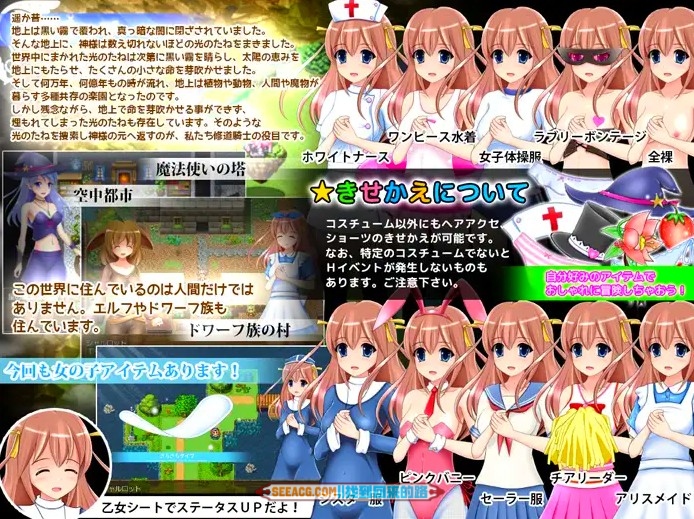 遥か昔……
地上は黒い霧で覆われ、真っ暗な闇に閉ざされていました。
そんな地上に、神様は数え切れないほどの光のたねをまきました。
世界中にまかれた光のたねは次第に黒い霧を晴らし、太陽の恵みを
地上にもたらせ、たくさんの小さな命を芽吹かせました。
そして何万年、何億年もの時が流れ、地上は植物や動物、人間や魔物が
暮らす多種共存の楽園となったのです。
しかし残念ながら、地上で命を芽吹かせる事ができず、
埋もれてしまった光のたねも存在しています。そのような
光のたねを捜索し神様の元へ返すのが、私たち修道騎士の役目です。
ホワイトナース
ワンピース水着
女子体操服
ラブリーボンテージ
全裸
魔法使いの塔
空中都市
この世界に住んでいるのは人間だけでは
ありません。エルフやドワーフ族も
住んでいます。
ドワーフ族の村
★きせかえについて
コスチューム以外にもヘアアクセ、
ショーツのきせかえが可能です。
なお、特定のコスチュームでないと
Hイベントが発生しないものも
あります。ご注意下さい。
自分好みのアイテムで
おしゃれに冒険しちゃおう!
今回も女の子アイテムあります!
乙女シートでステータスUPだよ!
ピンクバニー
セーラー服
チアリーダー
アリスメイド
SEEACG.COM